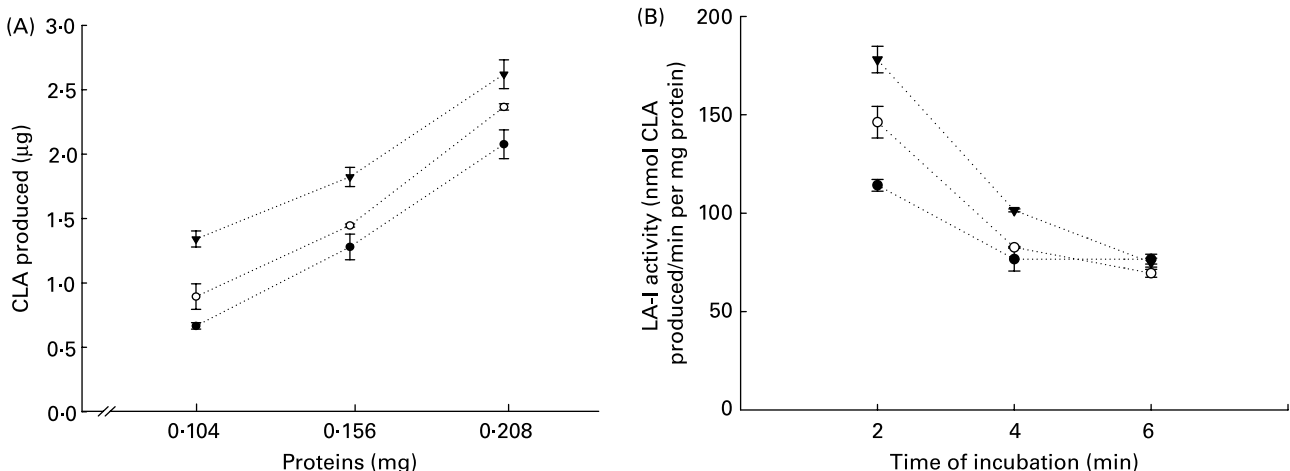 (A)
CLA produced (μg)
3·0
2·5
2·0
1·5
1·0
0·5
0·0
0·104
0·156
0·208
Proteins (mg)
(B)
LA-I activity (nmol CLA
produced/min per mg protein)
200
150
100
50
0
2
4
6
Time of incubation (min)